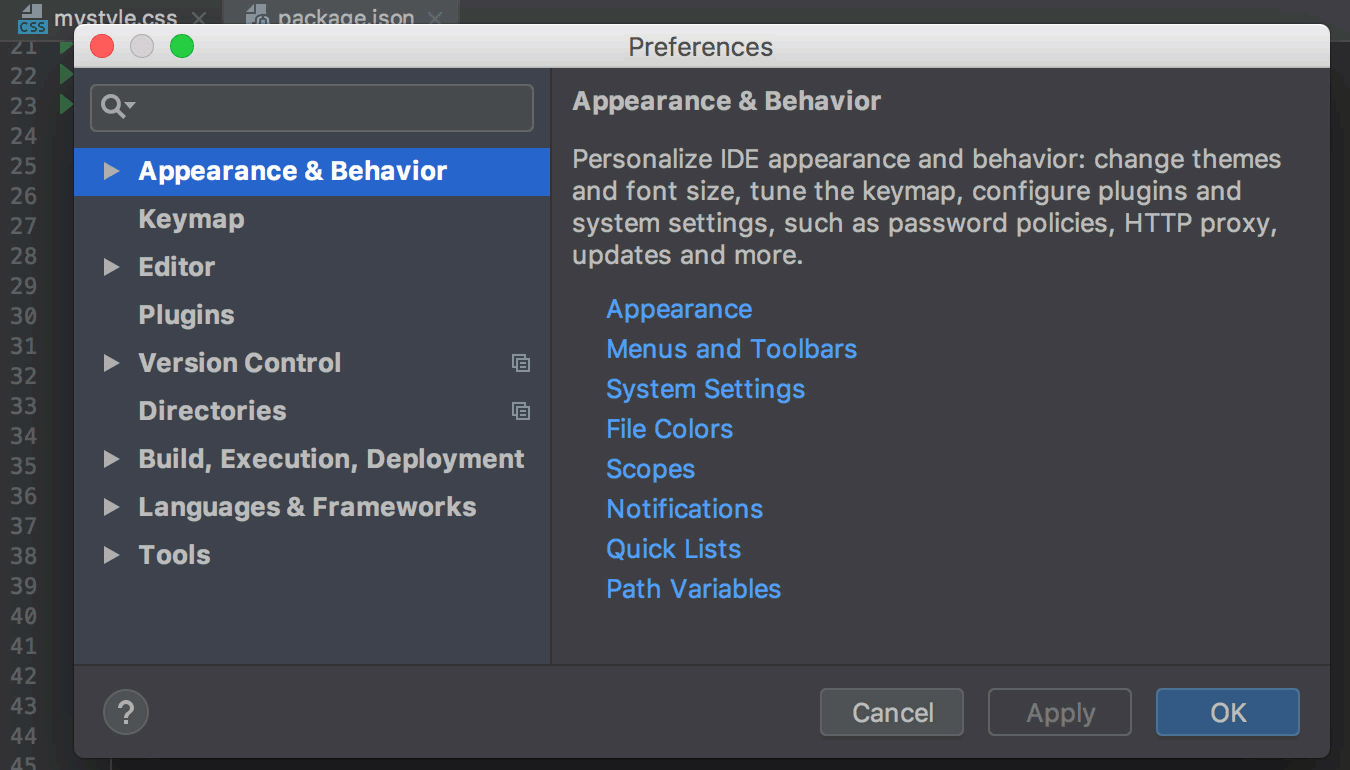 mystyle.css
package.json
CSS
Preferences
21
22
23
24
25
26
27
28
29
30
31
32
33
34
35
36
37
38
39
40
41
42
43
44
45
Appearance & Behavior
Keymap
Editor
Plugins
Version Control
Directories
Build, Execution, Deployment
Languages & Frameworks
Tools
Appearance & Behavior
Personalize IDE appearance and behavior: change themes
and font size, tune the keymap, configure plugins and
system settings, such as password policies, HTTP proxy,
updates and more.
Appearance
Menus and Toolbars
System Settings
File Colors
Scopes
Notifications
Quick Lists
Path Variables
?
Cancel
Apply
OK